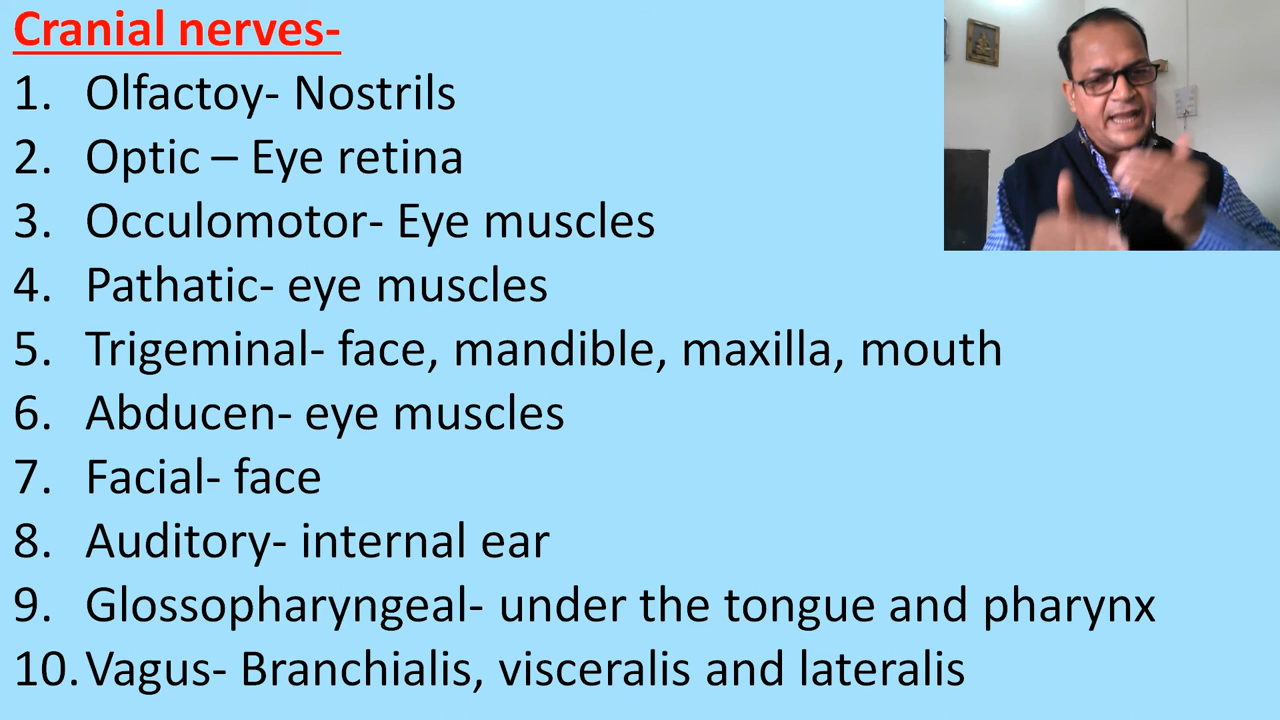 Cranial nerves-
1. Olfactoy- Nostrils
2. Optic – Eye retina
3. Occulomotor- Eye muscles
4. Pathatic- eye muscles
5. Trigeminal- face, mandible, maxilla, mouth
6. Abducen- eye muscles
7. Facial- face
8. Auditory- internal ear
9. Glossopharyngeal- under the tongue and pharynx
10. Vagus- Branchialis, visceralis and lateralis